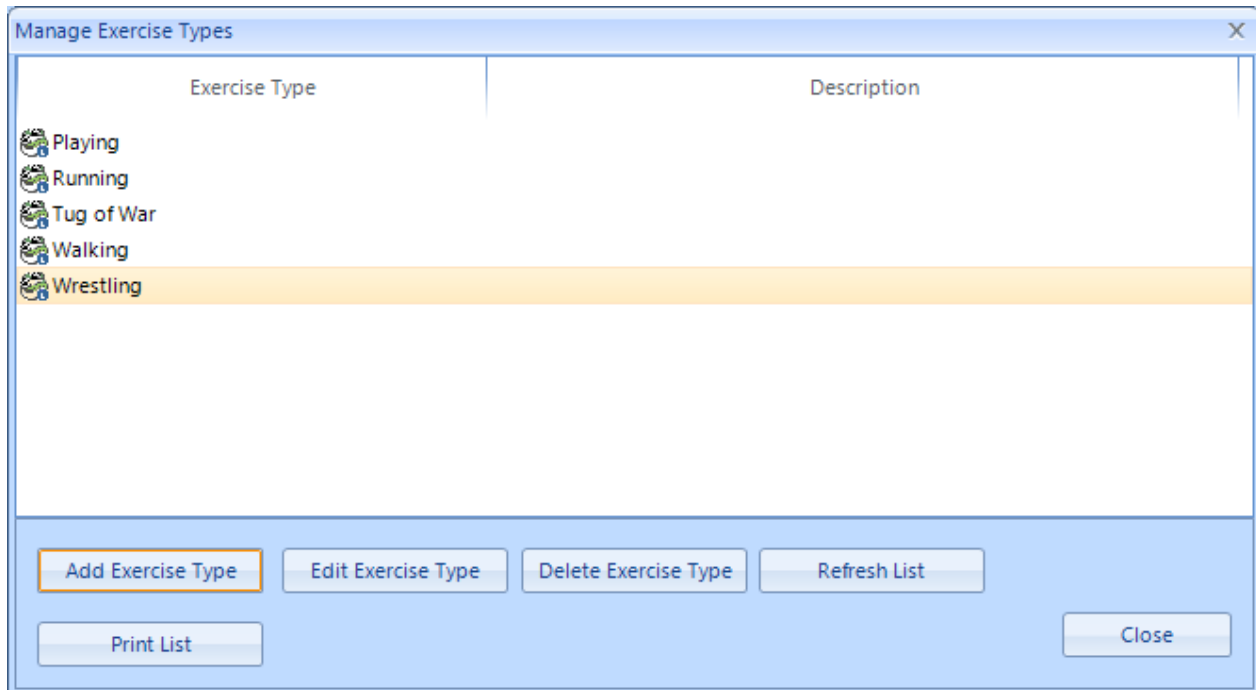 Manage Exercise Types
Exercise Type Description
Playing
Running
Tug of War
Walking
Wrestling
Add Exercise Type Edit Exercise Type Delete Exercise Type Refresh List
Print List Close